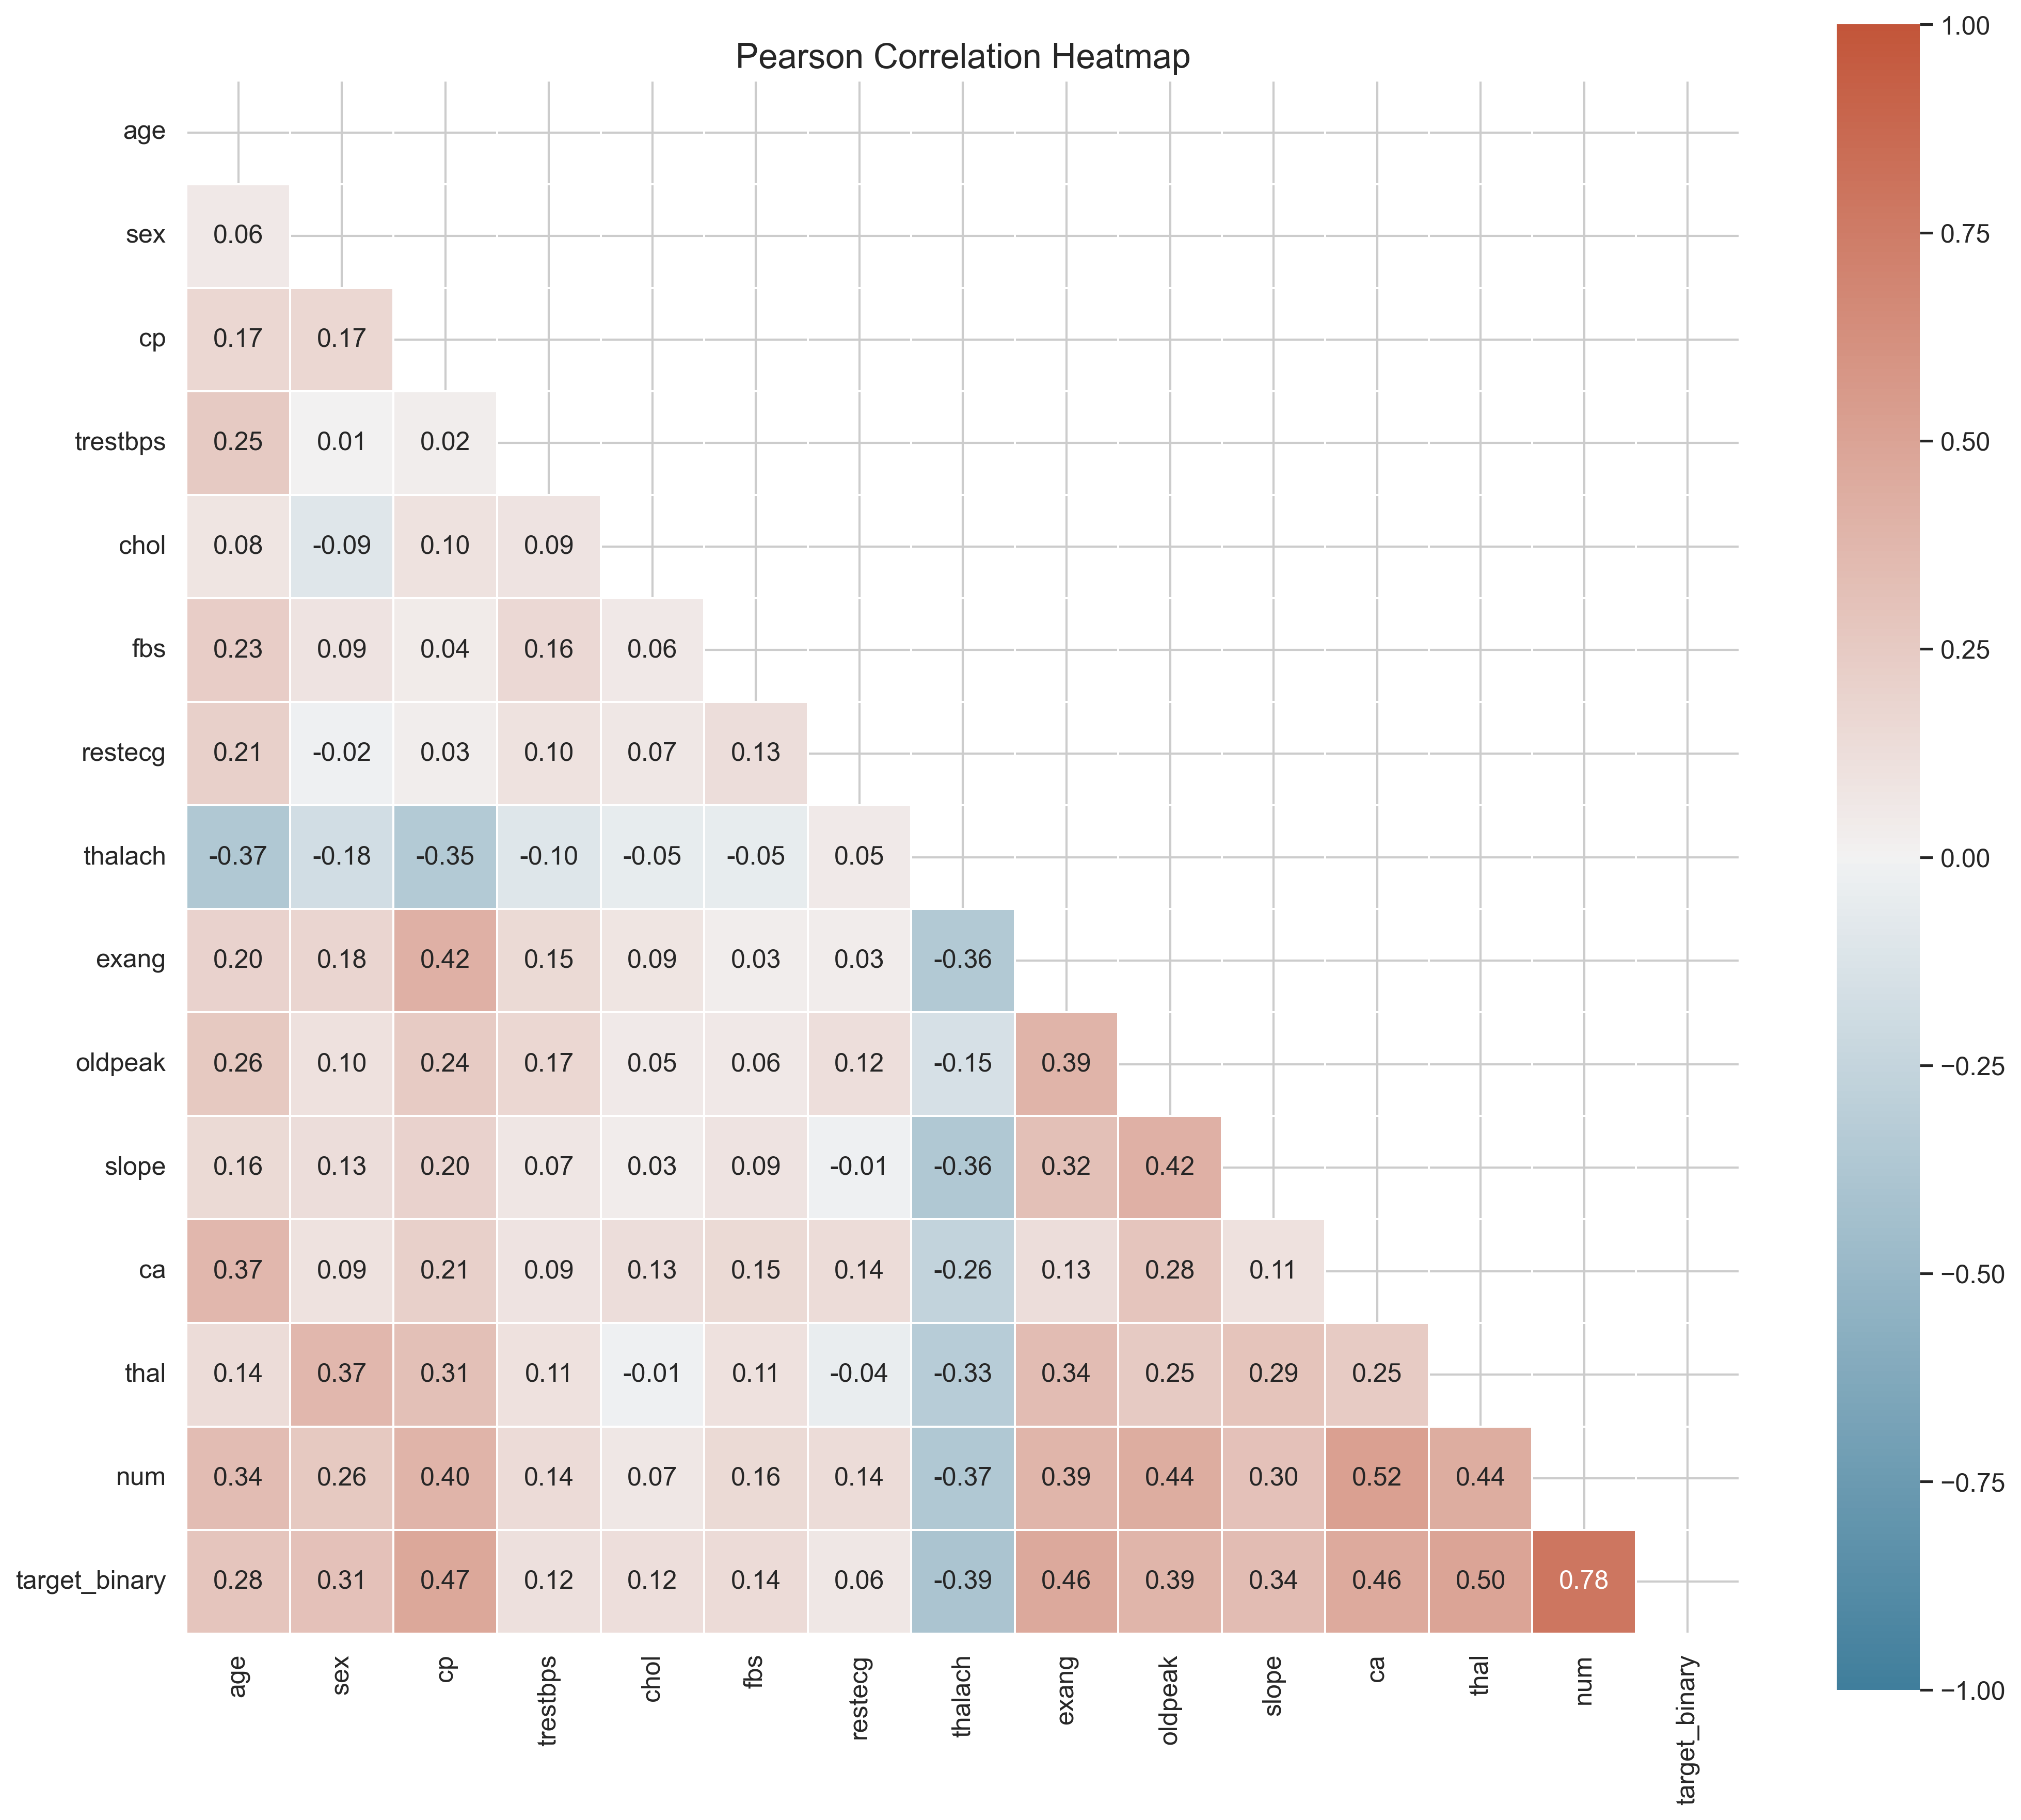 Pearson Correlation Heatmap
1.00
age
sex 0.06
0.75
cp 0.17 0.17
trestbps 0.25 0.01 0.02
0.50
chol 0.08 -0.09 0.10 0.09
fbs 0.23 0.09 0.04 0.16 0.06
0.25
restecg 0.21 -0.02 0.03 0.10 0.07 0.13
thalach -0.37 -0.18 -0.35 -0.10 -0.05 -0.05 0.05
0.00
exang 0.20 0.18 0.42 0.15 0.09 0.03 0.03 -0.36
oldpeak 0.26 0.10 0.24 0.17 0.05 0.06 0.12 -0.15 0.39
−0.25
slope 0.16 0.13 0.20 0.07 0.03 0.09 -0.01 -0.36 0.32 0.42
ca 0.37 0.09 0.21 0.09 0.13 0.15 0.14 -0.26 0.13 0.28 0.11
−0.50
thal 0.14 0.37 0.31 0.11 -0.01 0.11 -0.04 -0.33 0.34 0.25 0.29 0.25
num 0.34 0.26 0.40 0.14 0.07 0.16 0.14 -0.37 0.39 0.44 0.30 0.52 0.44
−0.75
target_binary 0.28 0.31 0.47 0.12 0.12 0.14 0.06 -0.39 0.46 0.39 0.34 0.46 0.50 0.78
−1.00
age sex cp trestbps chol fbs restecg thalach exang oldpeak slope ca thal num target_binary